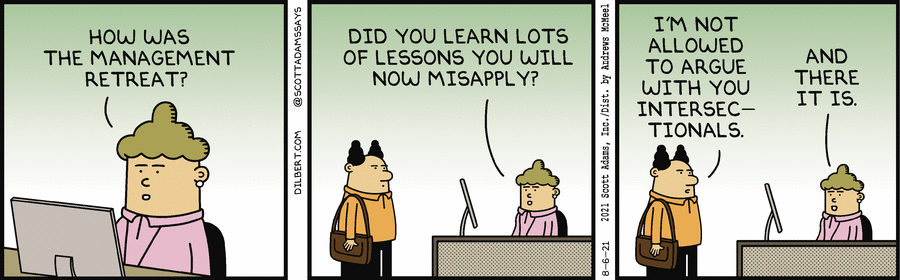 HOW WAS
THE MANAGEMENT
RETREAT?
DILBERT.COM @SCOTTADAMSSAYS
DID YOU LEARN LOTS
OF LESSONS YOU WILL
NOW MISAPPLY?
8-6-21 2021 Scott Adams, Inc./Dist. by Andrews McMeel
I'M NOT
ALLOWED
TO ARGUE
WITH YOU
INTERSEC—
TIONALS.
AND
THERE
IT IS.